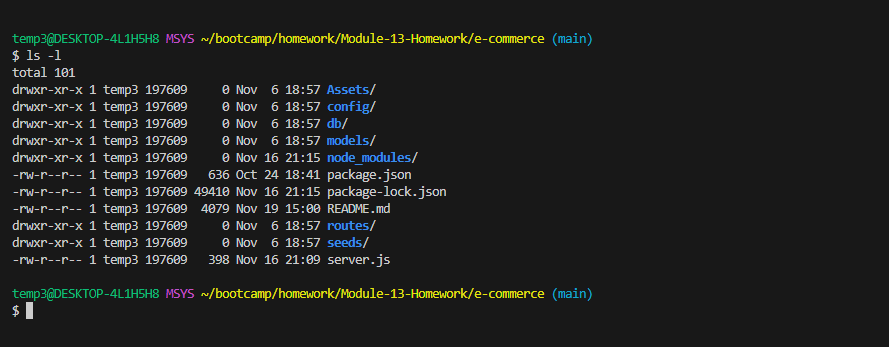 temp3@DESKTOP-4L1H5H8 MSYS ~/bootcamp/homework/Module-13-Homework/e-commerce (main)
$ ls -l
total 101
drwxr-xr-x 1 temp3 197609     0 Nov  6 18:57 Assets/
drwxr-xr-x 1 temp3 197609     0 Nov  6 18:57 config/
drwxr-xr-x 1 temp3 197609     0 Nov  6 18:57 db/
drwxr-xr-x 1 temp3 197609     0 Nov  6 18:57 models/
drwxr-xr-x 1 temp3 197609     0 Nov 16 21:15 node_modules/
-rw-r--r-- 1 temp3 197609   636 Oct 24 18:41 package.json
-rw-r--r-- 1 temp3 197609 49410 Nov 16 21:15 package-lock.json
-rw-r--r-- 1 temp3 197609  4079 Nov 19 15:00 README.md
drwxr-xr-x 1 temp3 197609     0 Nov  6 18:57 routes/
drwxr-xr-x 1 temp3 197609     0 Nov  6 18:57 seeds/
-rw-r--r-- 1 temp3 197609   398 Nov 16 21:09 server.js
temp3@DESKTOP-4L1H5H8 MSYS ~/bootcamp/homework/Module-13-Homework/e-commerce (main)
$